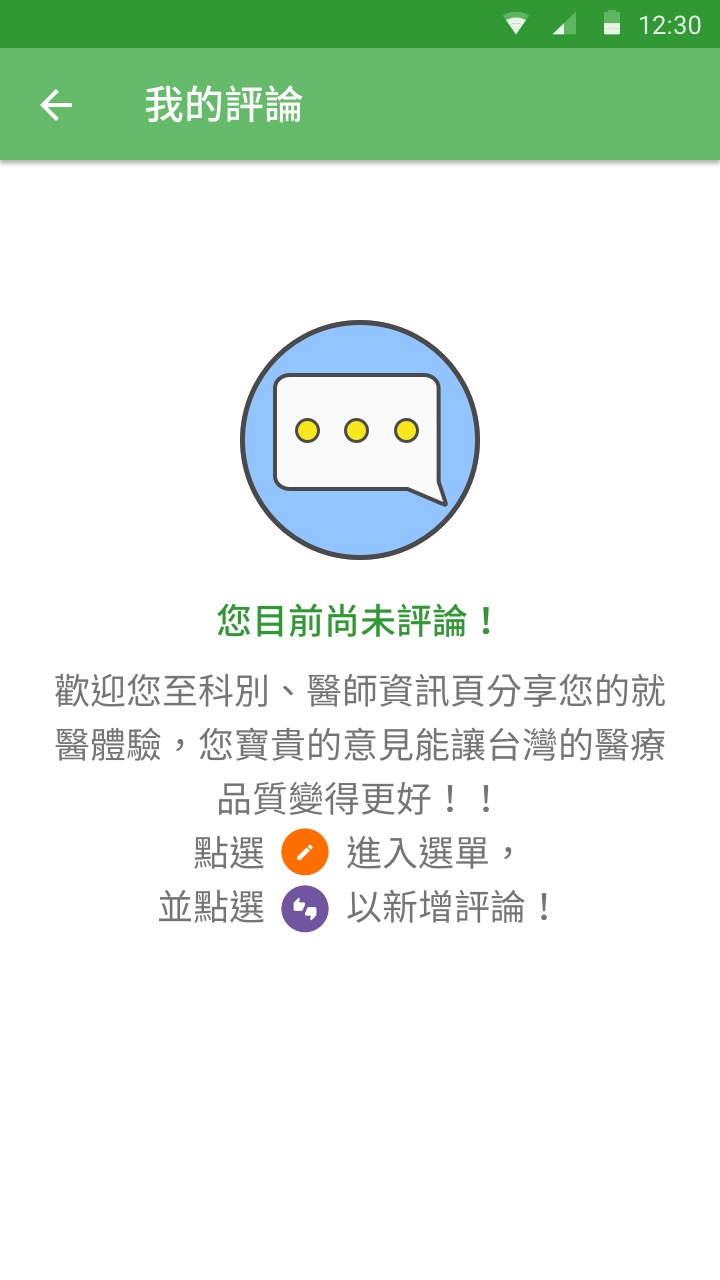 12:30
我的評論
您目前尚未評論！
歡迎您至科別、醫師資訊頁分享您的就
醫體驗，您寶貴的意見能讓台灣的醫療
品質變得更好！！
點選 進入選單，
並點選 以新增評論！